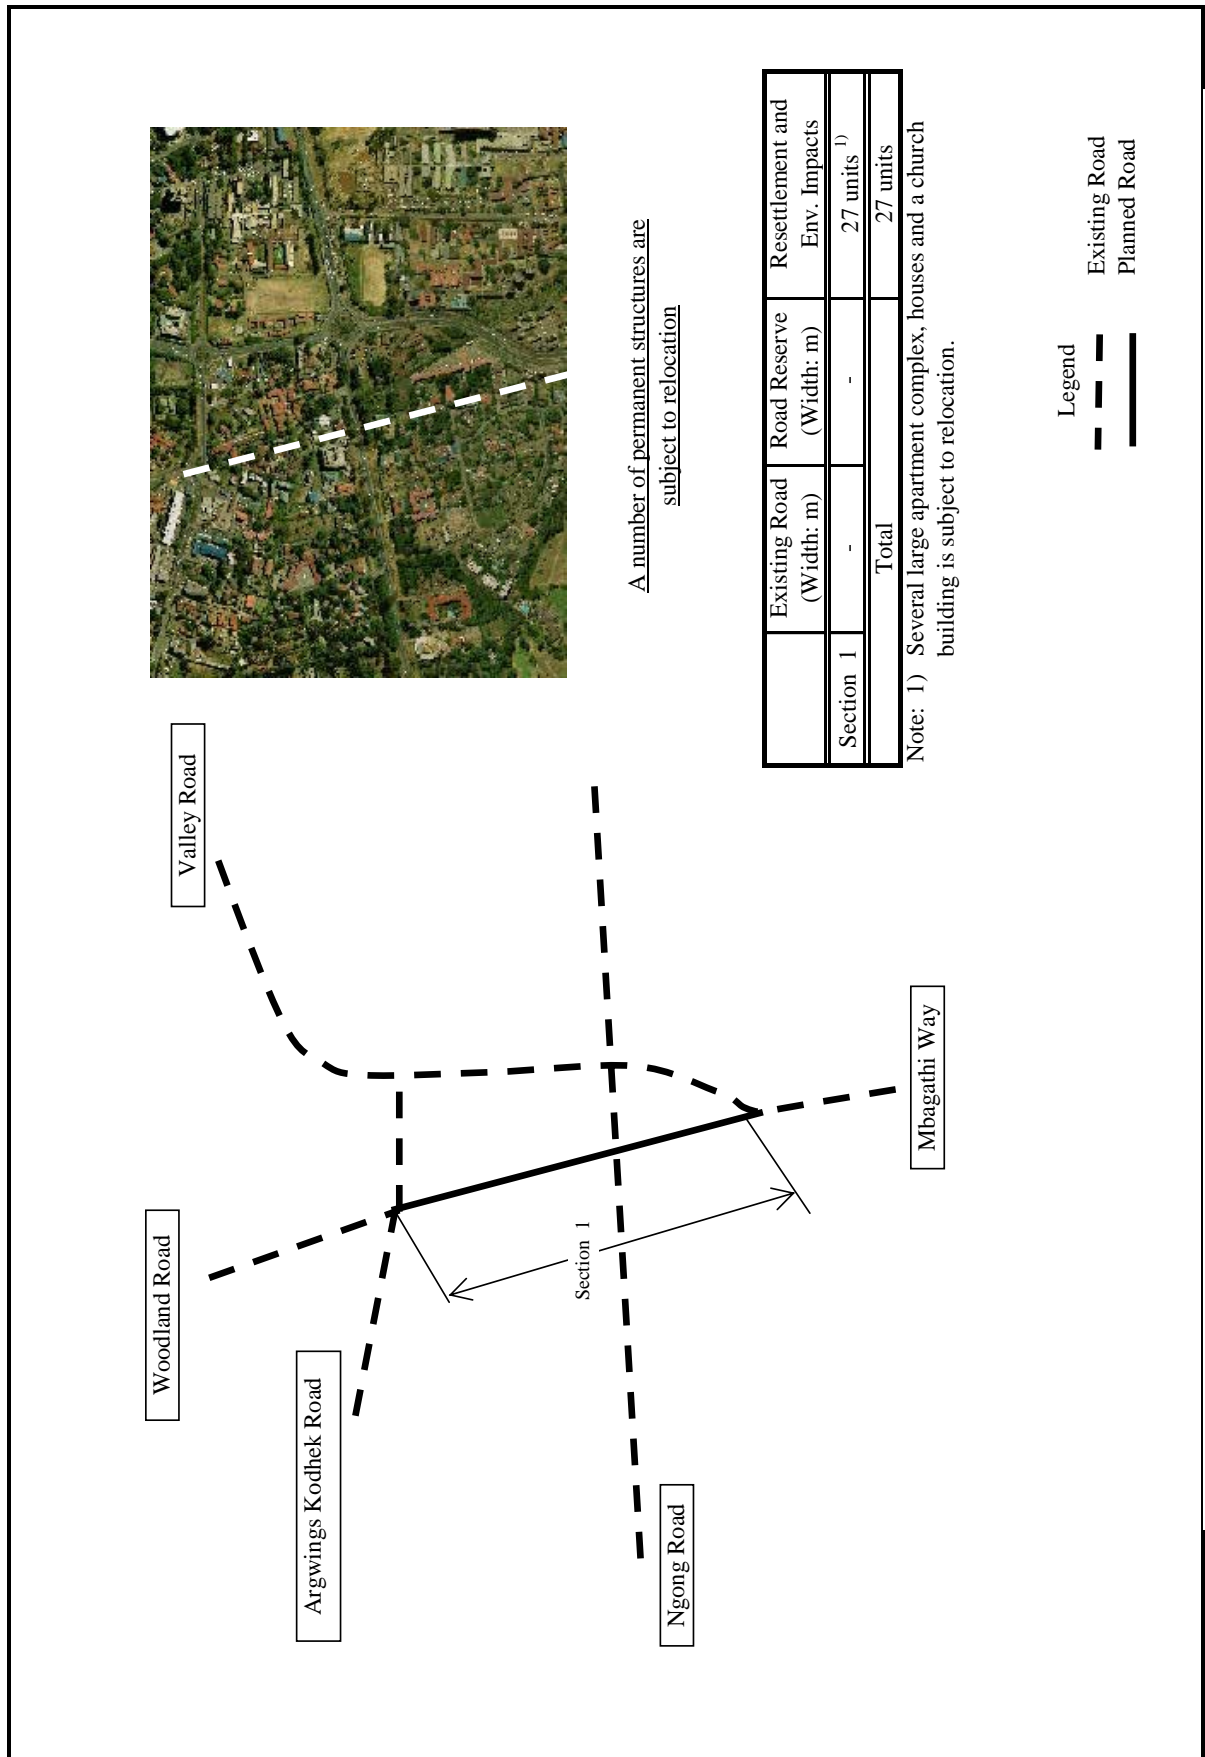 Woodland Road
Valley Road
Argwings Kodhek Road
Section 1
Ngong Road
Mbagathi Way
A number of permanent structures are
subject to relocation
Existing Road Road Reserve Resettlement and
(Width: m) (Width: m) Env. Impacts
Section 1 - - 27 units 1)
Total 27 units
Note: 1) Several large apartment complex, houses and a church
building is subject to relocation.
Legend
Existing Road
Planned Road